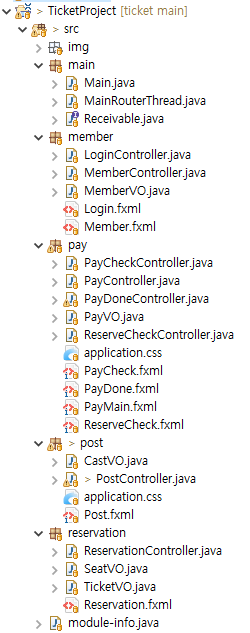 > TicketProject [ticket main]
> src
img
main
Main.java
MainRouterThread.java
Receivable.java
member
LoginController.java
MemberController.java
MemberVO.java
Login.fxml
Member.fxml
pay
PayCheckController.java
PayController.java
PayDoneController.java
PayVO.java
ReserveCheckController.java
application.css
PayCheck.fxml
PayDone.fxml
PayMain.fxml
ReserveCheck.fxml
> post
CastVO.java
> PostController.java
application.css
Post.fxml
reservation
ReservationController.java
SeatVO.java
TicketVO.java
Reservation.fxml
module-info.java